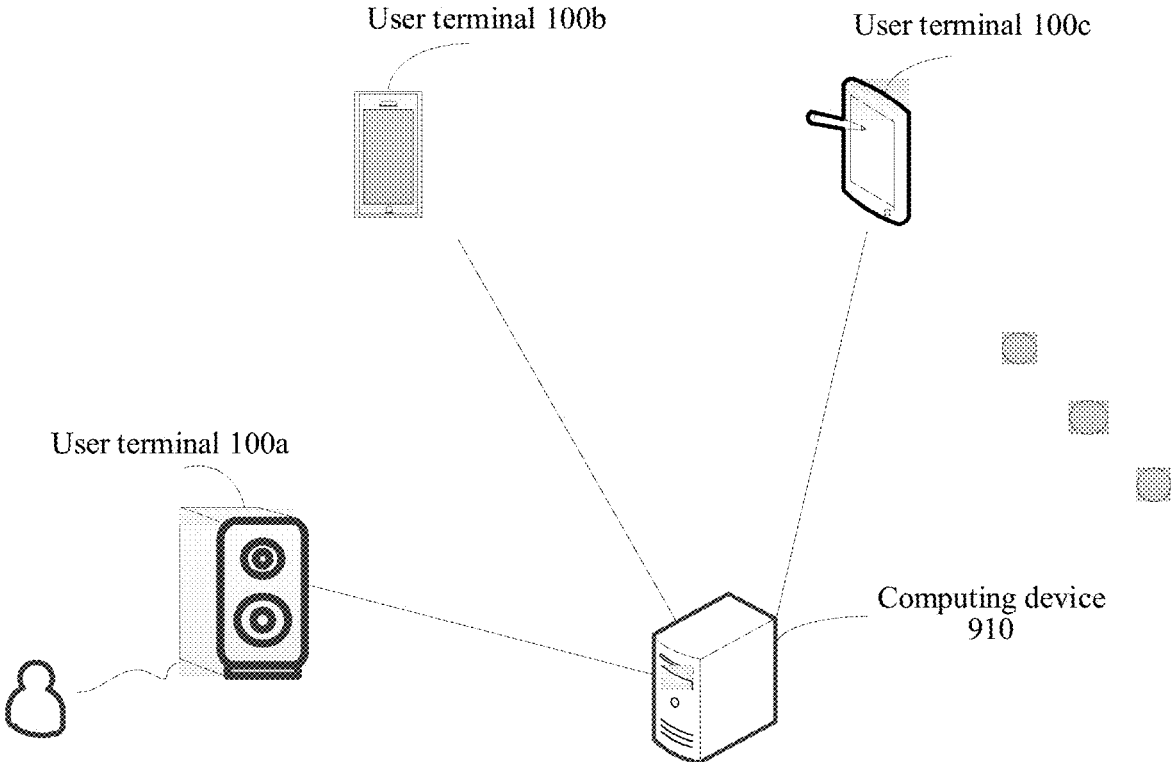 User terminal 100b
User terminal 100c
User terminal 100a
Computing device
910